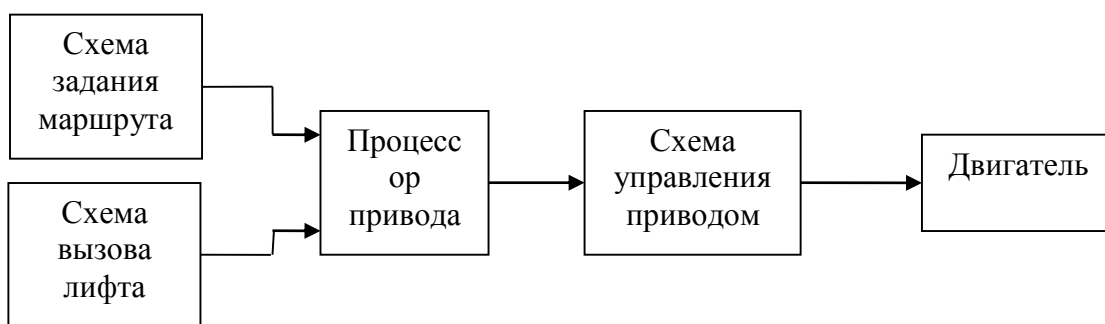 Схема
задания
маршрута
Схема
вызова
лифта
Процесс
ор
привода
Схема
управления
приводом
Двигатель